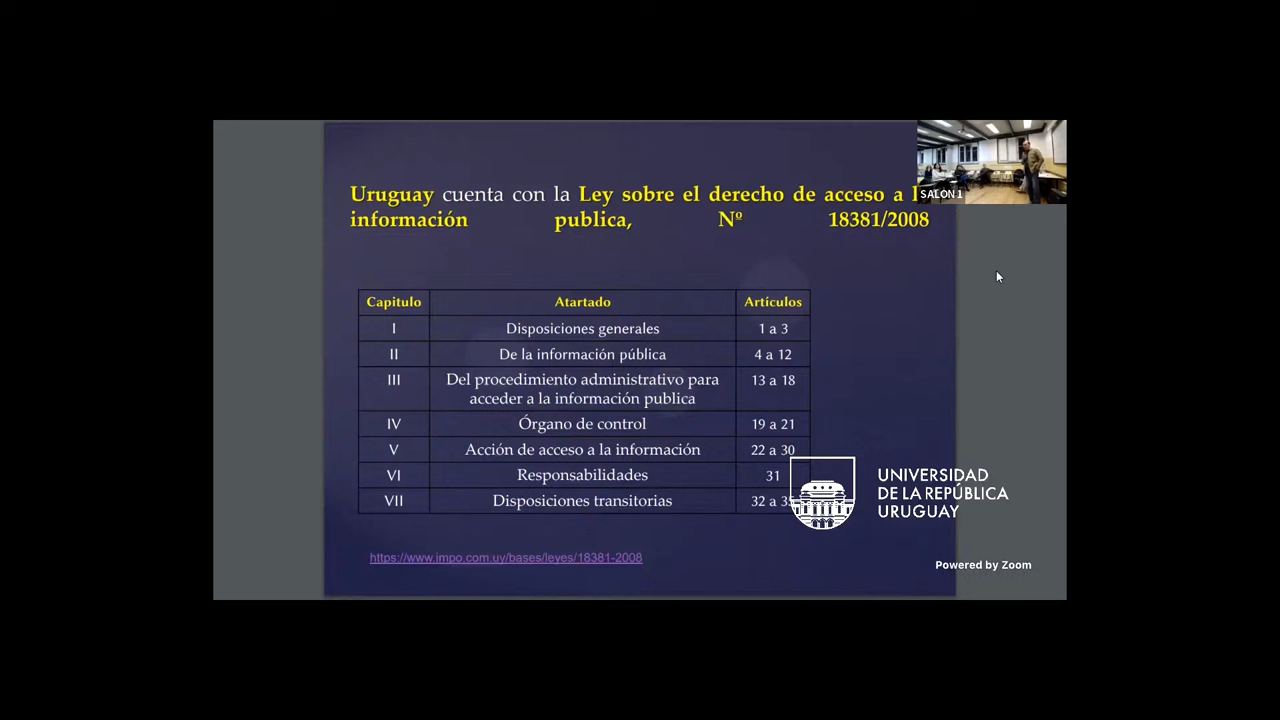 Uruguay cuenta con la Ley sobre el derecho de acceso a
información publica, Nº 18381/2008
SALON 1
Capitulo Atartado Artículos
I Disposiciones generales 1 a 3
II De la información pública 4 a 12
III Del procedimiento administrativo para 13 a 18
acceder a la información publica
IV Órgano de control 19 a 21
V Acción de acceso a la información 22 a 30
VI Responsabilidades 31
VII Disposiciones transitorias 32 a
UNIVERSIDAD
DE LA REPÚBLICA
URUGUAY
https://www.impo.com.uy/bases/leyes/18381-2008
Powered by Zoom